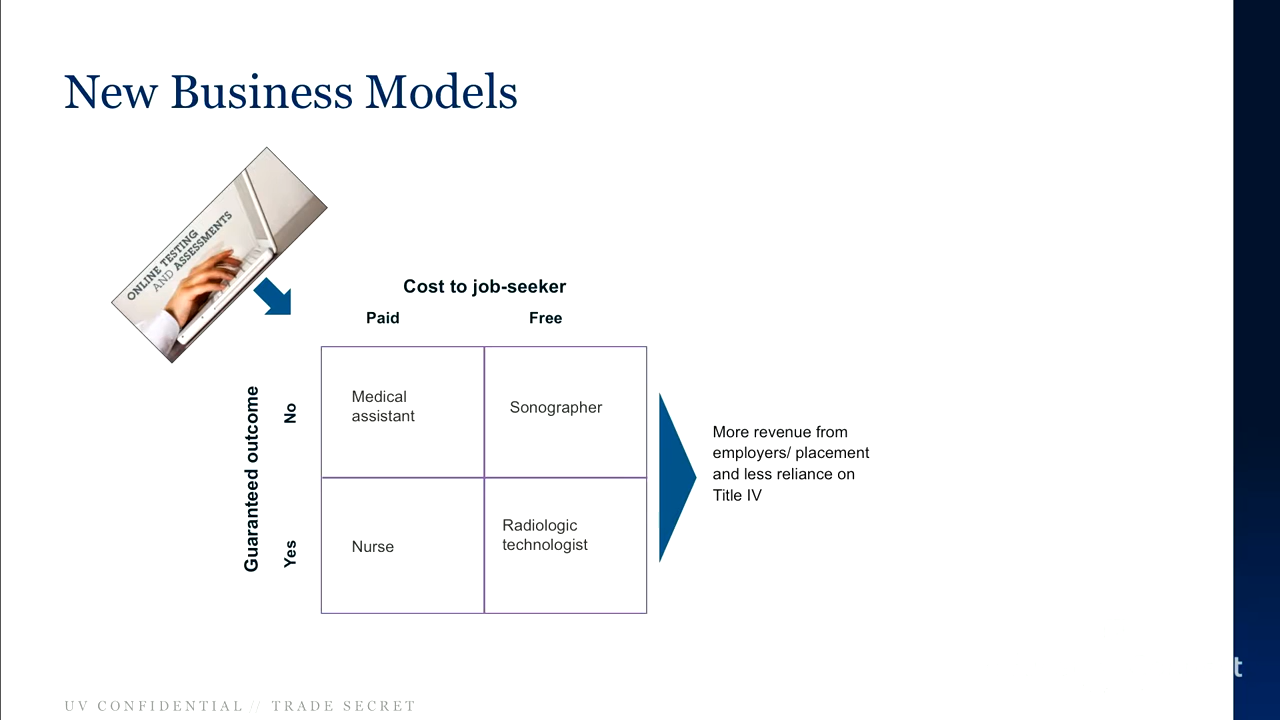 New Business Models
ONLINE TESTING
AND ASSESSMENTS
Cost to job-seeker
Paid
Free
Guaranteed outcome
No
Medical
assistant
Sonographer
Yes
Nurse
Radiologic
technologist
More revenue from
employers/ placement
and less reliance on
Title IV
UV CONFIDENTIAL // TRADE SECRET
t